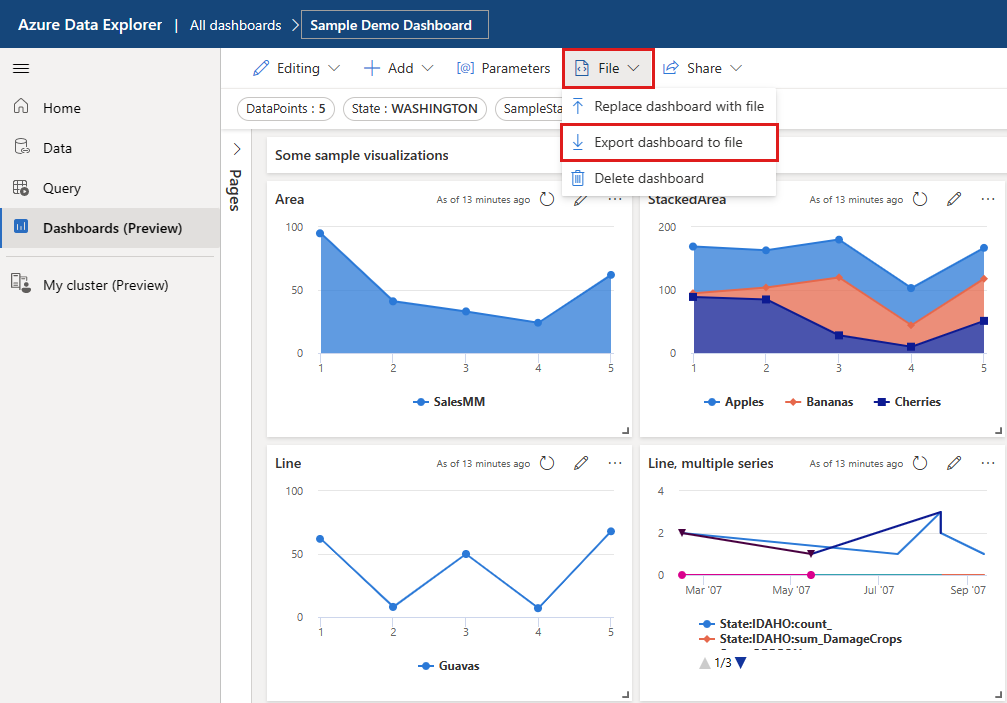 Azure Data Explorer | All dashboards > Sample Demo Dashboard
Editing Add Parameters File Share
Home
Data
Query
Dashboards (Preview)
My cluster (Preview)
DataPoints : 5 State : WASHINGTON
Replace dashboard with file
Export dashboard to file
Delete dashboard
Pages
Some sample visualizations
Area As of 13 minutes ago
100
50
0
1 2 3 4 5
SalesMM
StackedArea As of 13 minutes ago
200
100
0
1 2 3 4 5
Apples Bananas Cherries
Line As of 13 minutes ago
100
50
0
1 2 3 4 5
Guavas
Line, multiple series As of 13 minutes ago
4
2
0
Mar '07 May '07 Jul '07 Sep '07
State:IDAHO:count_
State:IDAHO:sum_DamageCrops
1/3